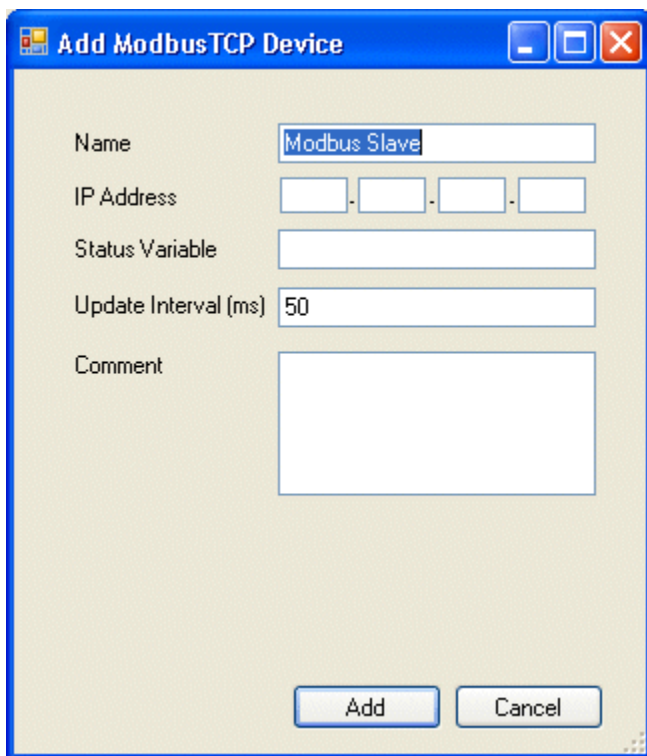 Add ModbusTCP Device
Name Modbus Slave
IP Address . . .
Status Variable
Update Interval (ms) 50
Comment
Add Cancel